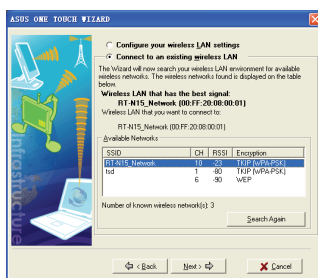 ASUS ONE TOUCH WIZARD
Configure your wireless LAN settings
Connect to an existing wireless LAN
The Wizard will now search your wireless LAN environment for available
wireless networks. The wireless networks found is displayed on the table
below.
Wireless LAN that has the best signal:
RT-N15_Network (00:FF:20:08:00:01)
Wireless LAN that you want to connect to:
RT-N15_Network (00:FF:20:08:00:01)
Available Networks
SSID CH RSSI Encryption
RT-N15_Network 10 -23 TKIP (WPA-PSK)
tsd 1 -80 TKIP (WPA-PSK)
6 -90 WEP
Number of known wireless network(s): 3
Search Again
infrastructure
< Back Next > Cancel